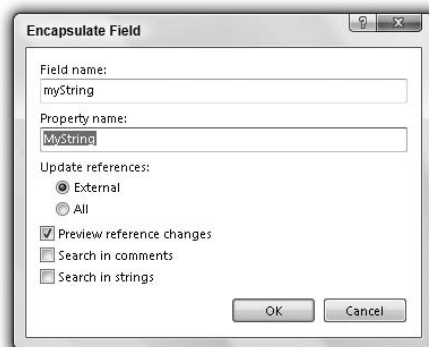 Encapsulate Field
?
Field name:
myString
Property name:
MyString
Update references:
External
All
Preview reference changes
Search in comments
Search in strings
OK Cancel